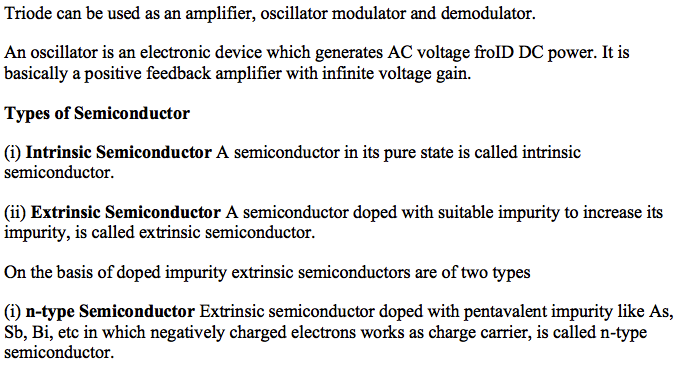 Triode can be used as an amplifier, oscillator modulator and demodulator.
An oscillator is an electronic device which generates AC voltage froID DC power. It is
basically a positive feedback amplifier with infinite voltage gain.
Types of Semiconductor
(i) Intrinsic Semiconductor A semiconductor in its pure state is called intrinsic
semiconductor.
(ii) Extrinsic Semiconductor A semiconductor doped with suitable impurity to increase its
impurity, is called extrinsic semiconductor.
On the basis of doped impurity extrinsic semiconductors are of two types
(i) n-type Semiconductor Extrinsic semiconductor doped with pentavalent impurity like As,
Sb, Bi, etc in which negatively charged electrons works as charge carrier, is called n-type
semiconductor.